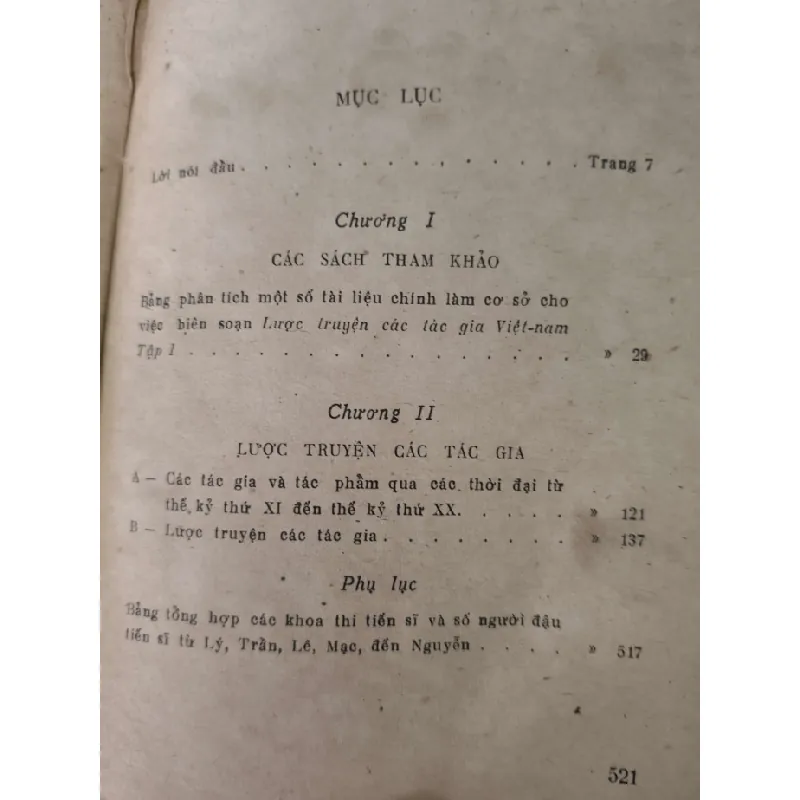 MỤC LỤC
Lời nói đầu . . . . . . . . . . . . . Trang 7
Chương I
CÁC SÁCH THAM KHẢO
Bảng phân tích một số tài liệu chính làm cơ sở cho
việc biên soạn Lược truyện các tác gia Việt-nam
Tập I . . . . . . . . . . . . . . » 29
Chương II
LƯỢC TRUYỆN CÁC TÁC GIA
A — Các tác gia và tác phẩm qua các thời đại từ
thế kỷ thứ XI đến thế kỷ thứ XX. . . . . » 121
B — Lược truyện các tác gia . . . . . . . . » 137
Phụ lục
Bảng tổng hợp các khoa thi tiến sĩ và số người đậu
tiến sĩ từ Lý, Trần, Lê, Mạc, đến Nguyễn . . . . » 517
521